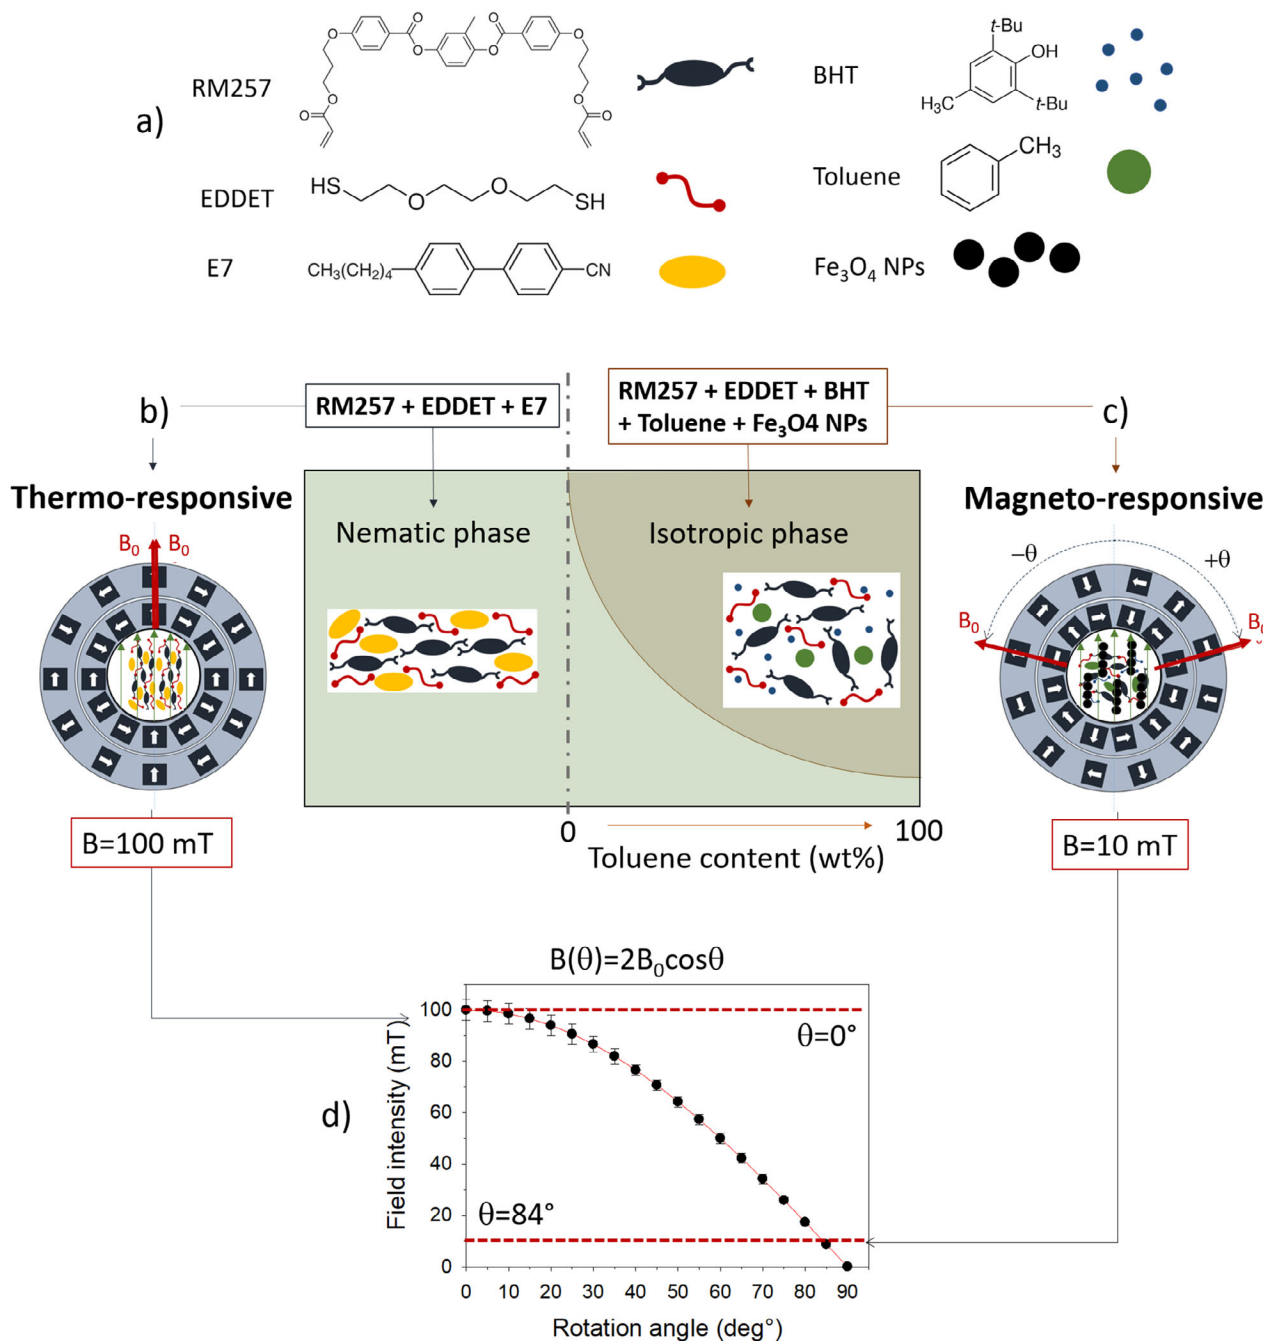 a)
RM257
O
O
O
O
O
O
O
O
O
O
BHT
t-Bu
OH
H₃C
t-Bu
EDDET
HS
O
O
SH
Toluene
CH₃
E7
CH₃(CH₂)₄
CN
Fe₃O₄ NPs
b)
RM257 + EDDET + E7
RM257 + EDDET + BHT
+ Toluene + Fe₃O4 NPs
c)
Thermo-responsive
Magneto-responsive
Nematic phase
Isotropic phase
B₀ B₀
−θ
+θ
B₀
B₀
B=100 mT
0
100
Toluene content (wt%)
B=10 mT
B(θ)=2B₀cosθ
d)
Field intensity (mT)
100
80
60
40
20
0
θ=0°
θ=84°
0 10 20 30 40 50 60 70 80 90
Rotation angle (deg°)